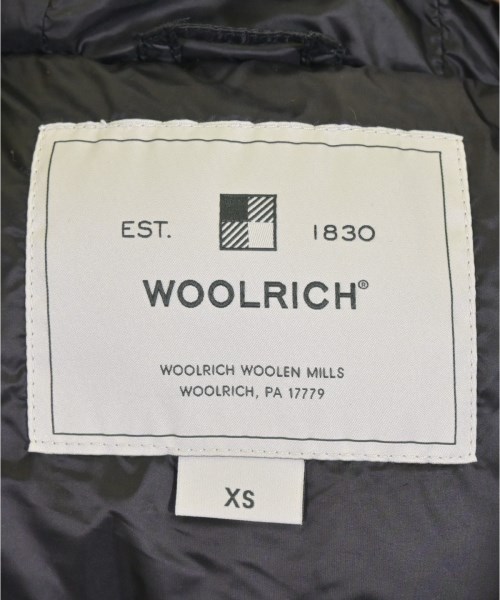 EST. 1830
WOOLRICH®
WOOLRICH WOOLEN MILLS
WOOLRICH, PA 17779
XS